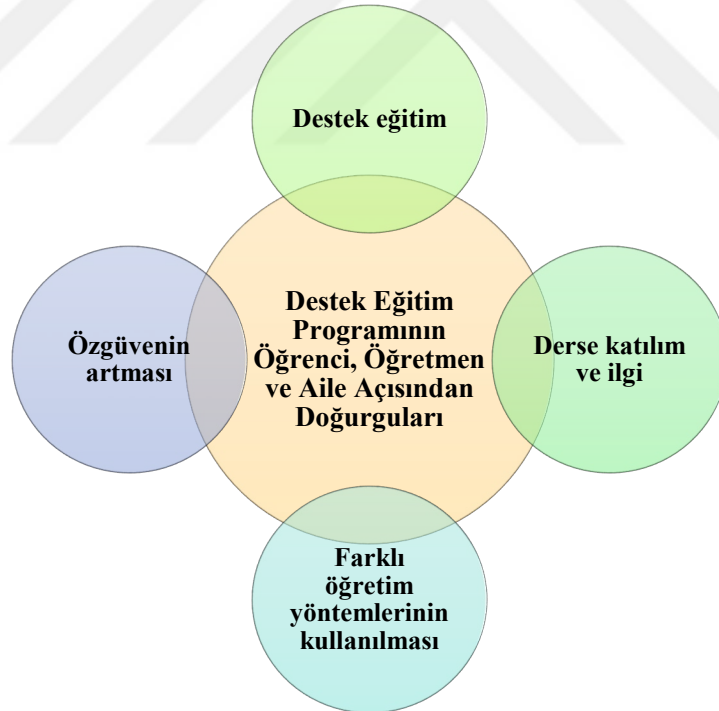 Destek eğitim
Destek Eğitim
Programının
Öğrenci, Öğretmen
ve Aile Açısından
Doğurguları
Özgüvenin
artması
Derse katılım
ve ilgi
Farklı
öğretim
yöntemlerinin
kullanılması